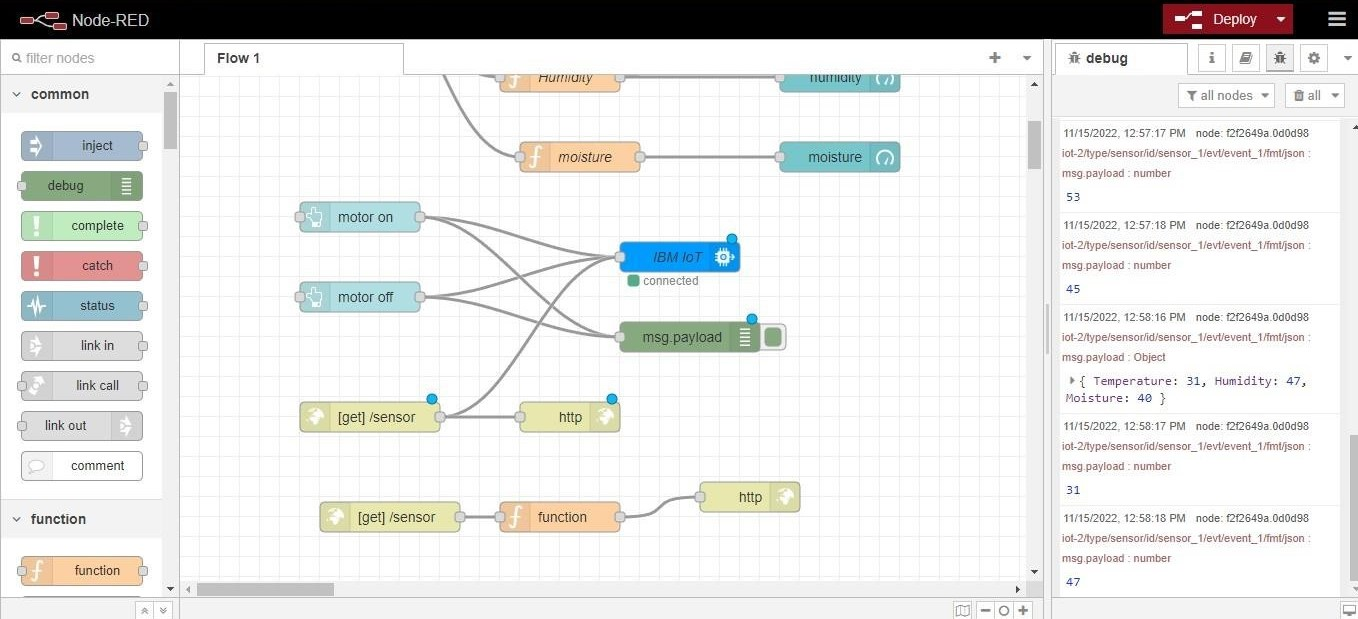 Node-RED
Deploy
filter nodes
Flow 1
debug
i
all nodes
all
common
inject
debug
complete
catch
status
link in
link call
link out
comment
function
function
Humidity
humidity
moisture
moisture
motor on
IBM IoT
connected
motor off
msg.payload
[get] /sensor
http
[get] /sensor
function
http
11/15/2022, 12:57:17 PM node: f2f2649a.0d0d98
iot-2/type/sensor/id/sensor_1/evt/event_1/fmt/json :
msg.payload : number
53
11/15/2022, 12:57:18 PM node: f2f2649a.0d0d98
iot-2/type/sensor/id/sensor_1/evt/event_1/fmt/json :
msg.payload : number
45
11/15/2022, 12:58:16 PM node: f2f2649a.0d0d98
iot-2/type/sensor/id/sensor_1/evt/event_1/fmt/json :
msg.payload : Object
{ Temperature: 31, Humidity: 47,
Moisture: 40 }
11/15/2022, 12:58:17 PM node: f2f2649a.0d0d98
iot-2/type/sensor/id/sensor_1/evt/event_1/fmt/json :
msg.payload : number
31
11/15/2022, 12:58:18 PM node: f2f2649a.0d0d98
iot-2/type/sensor/id/sensor_1/evt/event_1/fmt/json :
msg.payload : number
47